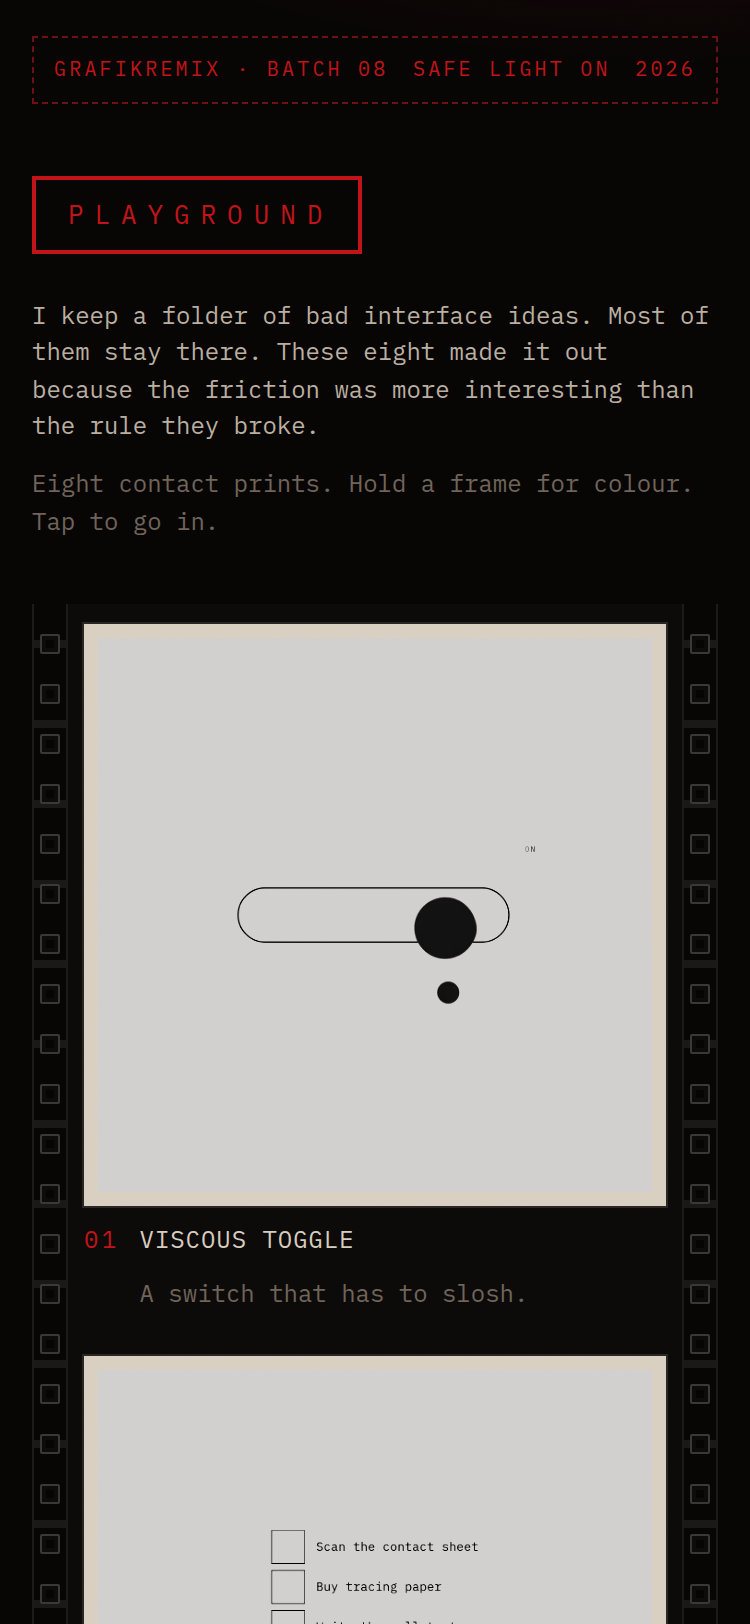 GRAFIKREMIX · BATCH 08 SAFE LIGHT ON 2026
PLAYGROUND
I keep a folder of bad interface ideas. Most of
them stay there. These eight made it out
because the friction was more interesting than
the rule they broke.
Eight contact prints. Hold a frame for colour.
Tap to go in.
ON
01 VISCOUS TOGGLE
A switch that has to slosh.
Scan the contact sheet
Buy tracing paper